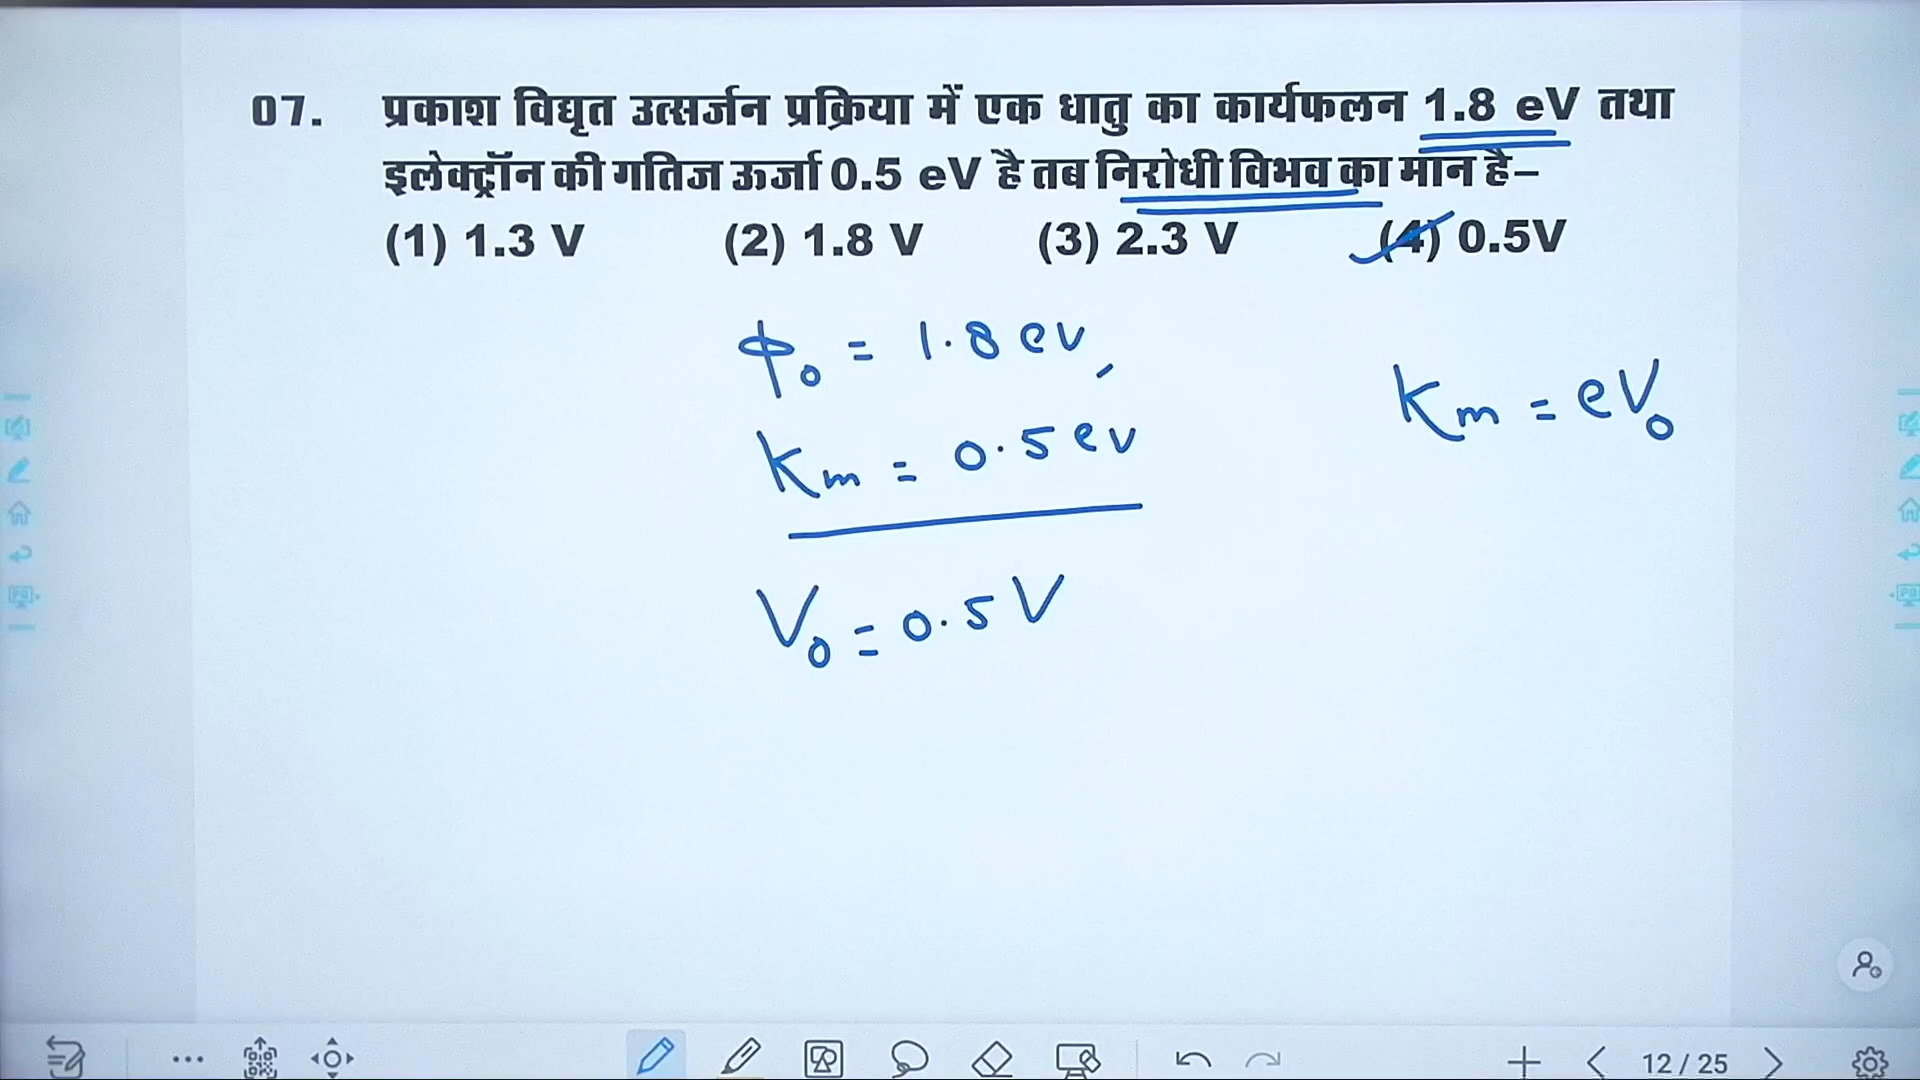 07. प्रकाश विद्युत उत्सर्जन प्रक्रिया में एक धातु का कार्यफलन 1.8 eV तथा
इलेक्ट्रॉन की गतिज ऊर्जा 0.5 eV है तब निरोधी विभव का मान है–
(1) 1.3 V (2) 1.8 V (3) 2.3 V (4) 0.5V
ϕ₀ = 1.8 ev,
Km = eV₀
Km = 0.5 ev
V₀ = 0.5 V
12 / 25